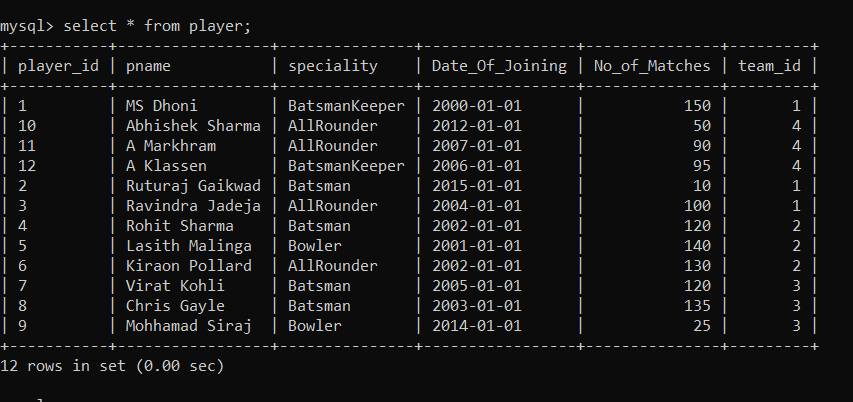 mysql> select * from player;
+-----------+-----------------+--------------+-----------------+---------------+---------+
| player_id | pname           | speciality   | Date_Of_Joining | No_of_Matches | team_id |
+-----------+-----------------+--------------+-----------------+---------------+---------+
| 1         | MS Dhoni        | BatsmanKeeper | 2000-01-01      |           150 |       1 |
| 10        | Abhishek Sharma | AllRounder   | 2012-01-01      |            50 |       4 |
| 11        | A Markhram      | AllRounder   | 2007-01-01      |            90 |       4 |
| 12        | A Klassen       | BatsmanKeeper | 2006-01-01      |            95 |       4 |
| 2         | Ruturaj Gaikwad | Batsman      | 2015-01-01      |            10 |       1 |
| 3         | Ravindra Jadeja | AllRounder   | 2004-01-01      |           100 |       1 |
| 4         | Rohit Sharma    | Batsman      | 2002-01-01      |           120 |       2 |
| 5         | Lasith Malinga  | Bowler       | 2001-01-01      |           140 |       2 |
| 6         | Kiraon Pollard  | AllRounder   | 2002-01-01      |           130 |       2 |
| 7         | Virat Kohli     | Batsman      | 2005-01-01      |           120 |       3 |
| 8         | Chris Gayle     | Batsman      | 2003-01-01      |           135 |       3 |
| 9         | Mohhamad Siraj  | Bowler       | 2014-01-01      |            25 |       3 |
+-----------+-----------------+--------------+-----------------+---------------+---------+
12 rows in set (0.00 sec)